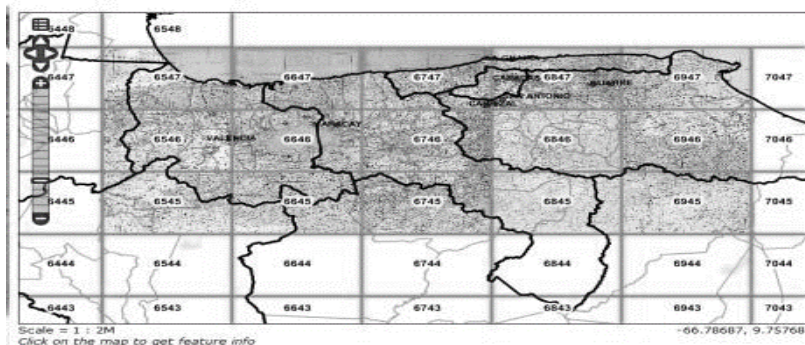 6448 6548
6447 6547 6647 6747 6847 6947 7047
CARACAS GUATIRE
SAN ANTONIO
VALENCIA MARACAY
6446 6546 6646 6746 6846 6946 7046
6445 6545 6645 6745 6845 6945 7045
6444 6544 6644 6744 6844 6944 7044
6443 6543 6643 6743 6843 6943 7043
Scale = 1 : 2M
-66.78687, 9.75768
Click on the map to get feature info